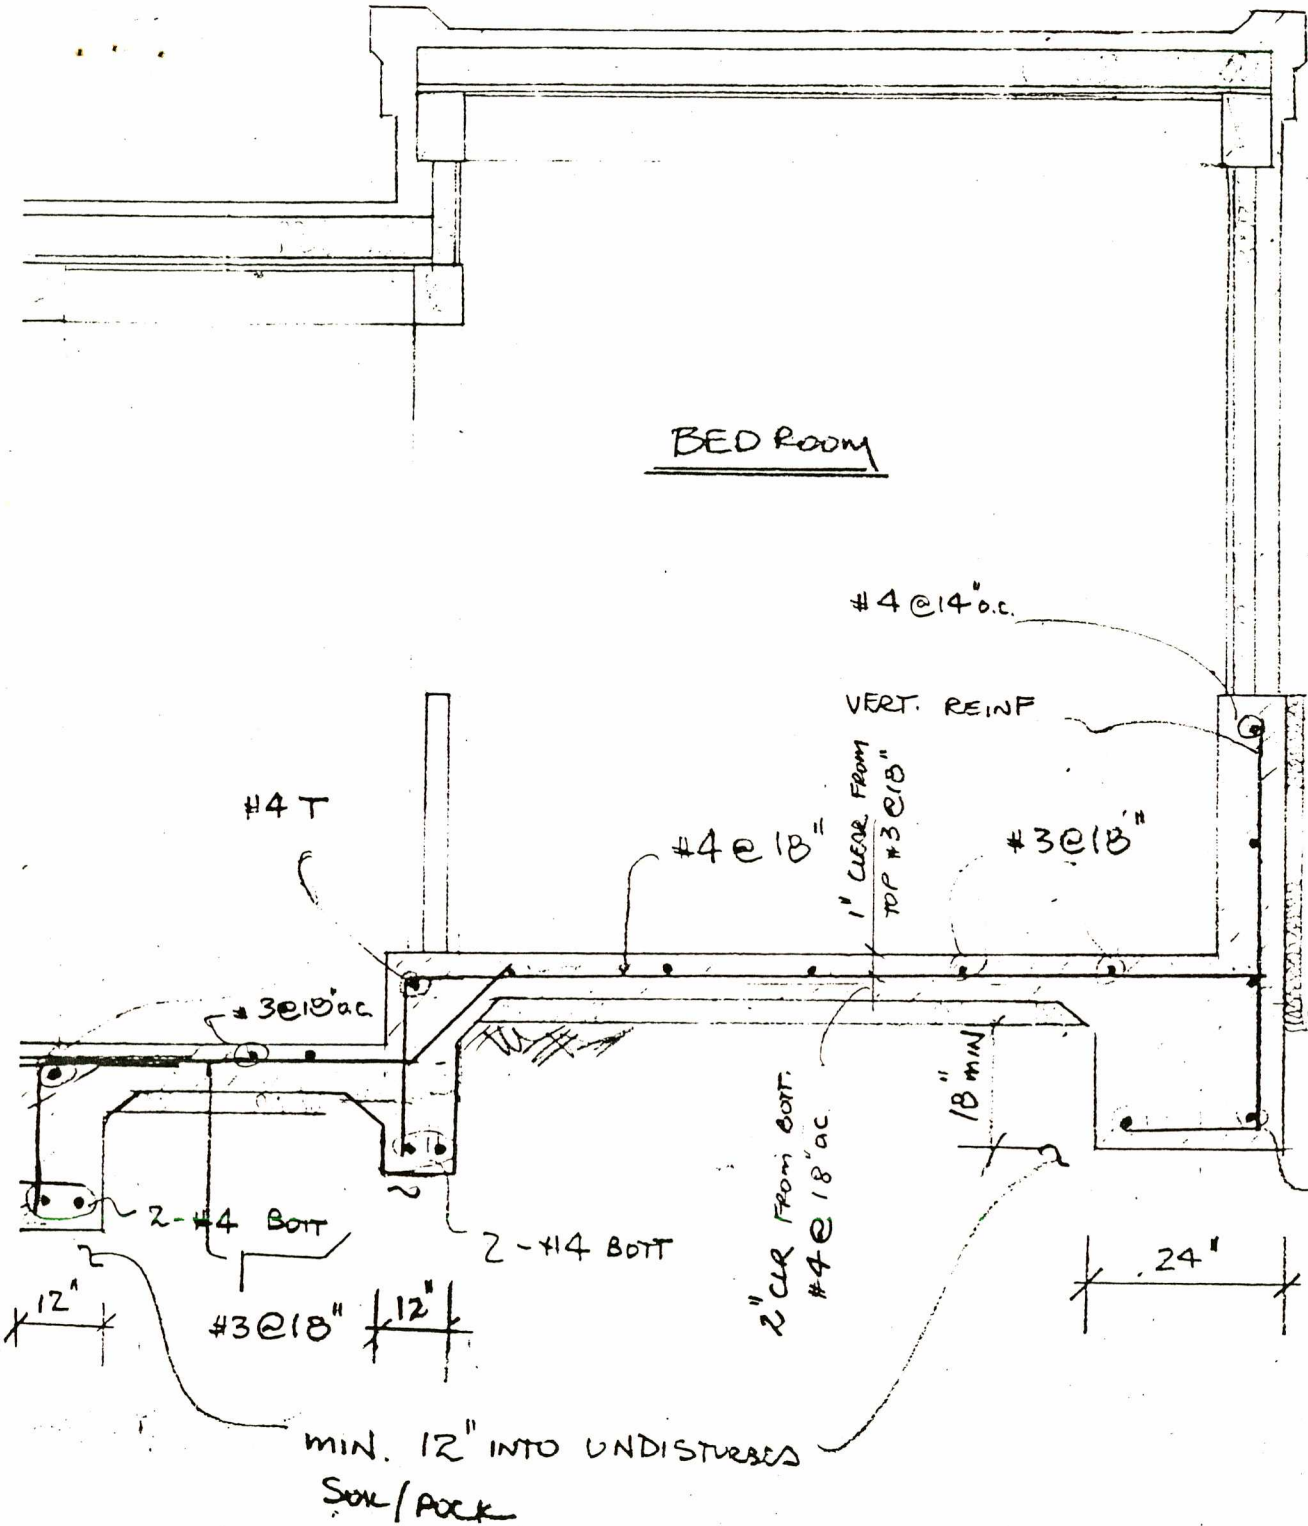 BED ROOM
#4 @ 14" o.c.
VERT. REINF
#4 T
#4 @ 18"
1" CLEAR FROM
TOP #3 @ 18"
#3 @ 18"
#3@18"oc
18" MIN
2" CLR FROM BOTT.
#4 @ 18" oc
2-#4 BOTT
2-#4 BOTT
24"
12"
#3@18"
12"
MIN. 12" INTO UNDISTURBED
SOIL/ROCK